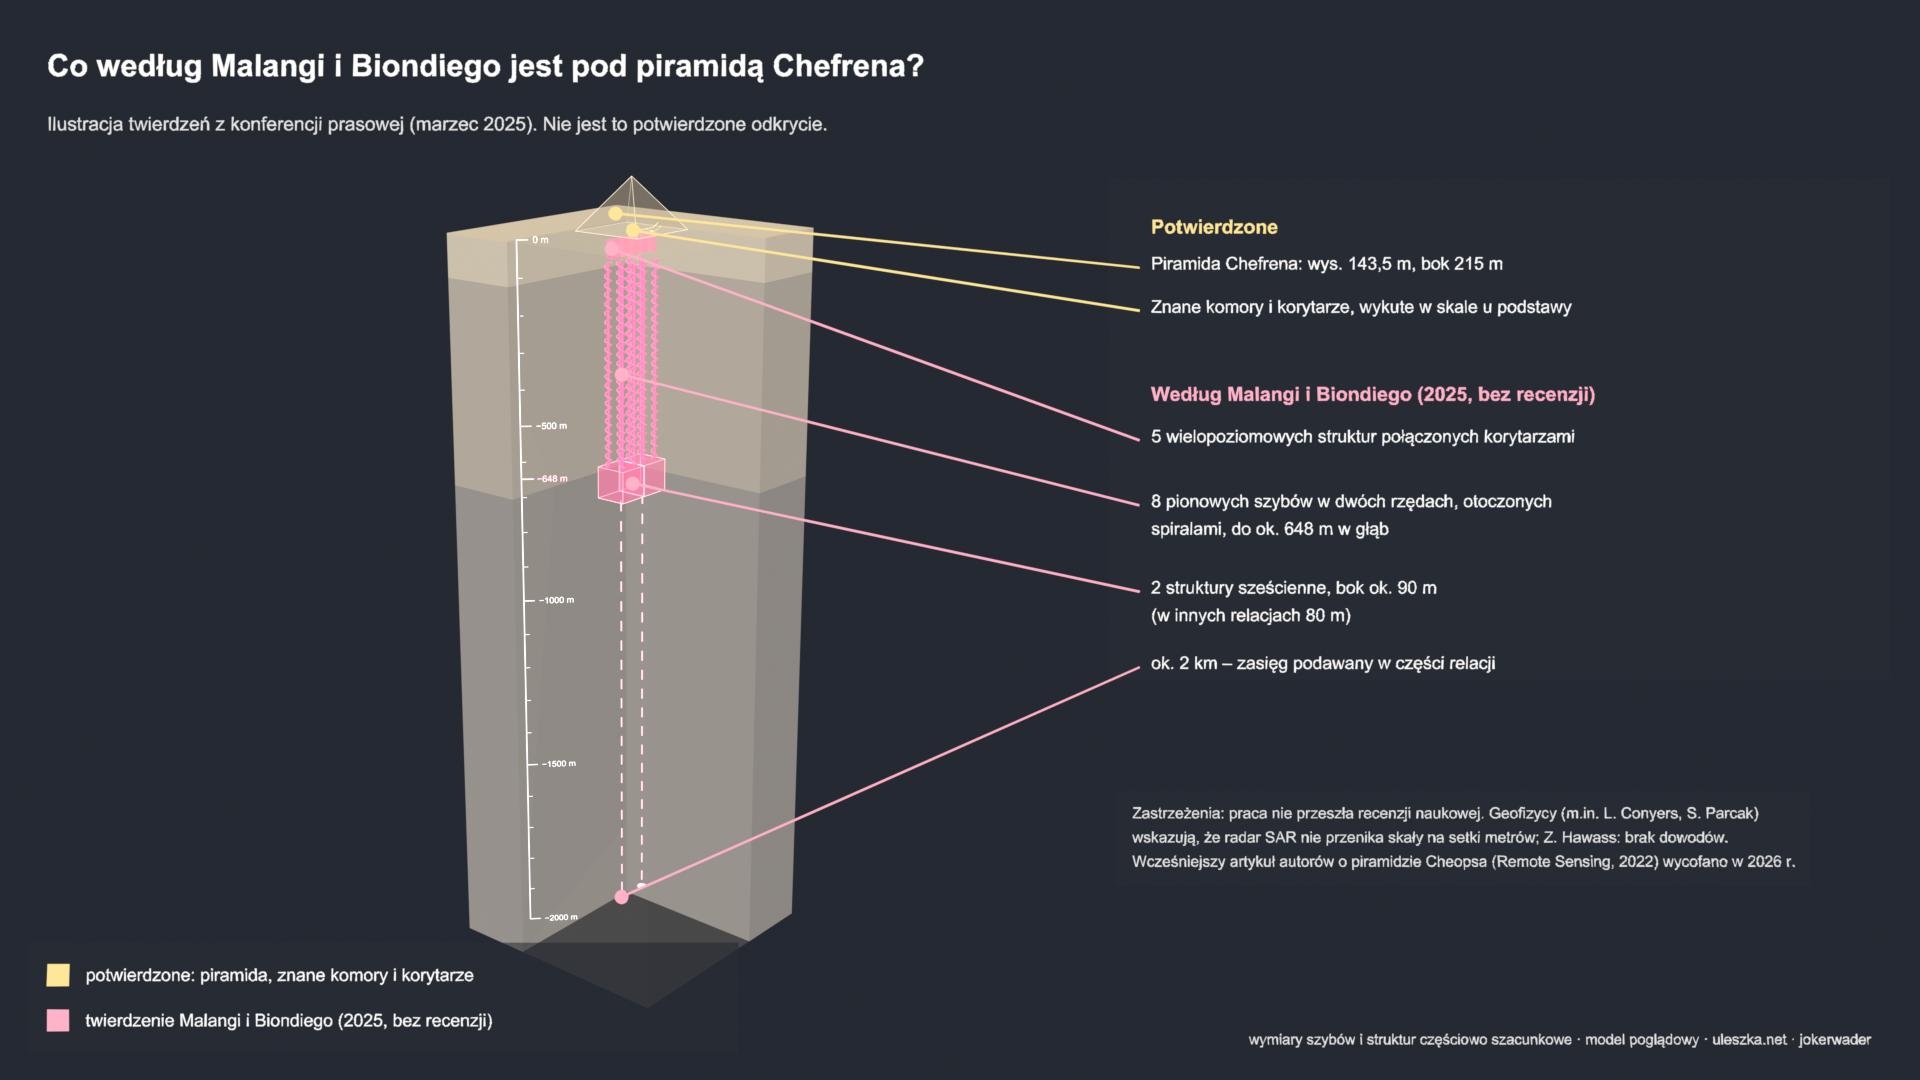 Co według Malangi i Biondiego jest pod piramidą Chefrena?
Ilustracja twierdzeń z konferencji prasowej (marzec 2025). Nie jest to potwierdzone odkrycie.
0 m
−500 m
−648 m
−1000 m
−1500 m
−2000 m
Potwierdzone
Piramida Chefrena: wys. 143,5 m, bok 215 m
Znane komory i korytarze, wykute w skale u podstawy
Według Malangi i Biondiego (2025, bez recenzji)
5 wielopoziomowych struktur połączonych korytarzami
8 pionowych szybów w dwóch rzędach, otoczonych
spiralami, do ok. 648 m w głąb
2 struktury sześcienne, bok ok. 90 m
(w innych relacjach 80 m)
ok. 2 km – zasięg podawany w części relacji
Zastrzeżenia: praca nie przeszła recenzji naukowej. Geofizycy (m.in. L. Conyers, S. Parcak)
wskazują, że radar SAR nie przenika skały na setki metrów; Z. Hawass: brak dowodów.
Wcześniejszy artykuł autorów o piramidzie Cheopsa (Remote Sensing, 2022) wycofano w 2026 r.
potwierdzone: piramida, znane komory i korytarze
twierdzenie Malangi i Biondiego (2025, bez recenzji)
wymiary szybów i struktur częściowo szacunkowe · model poglądowy · uleszka.net · jokerwader